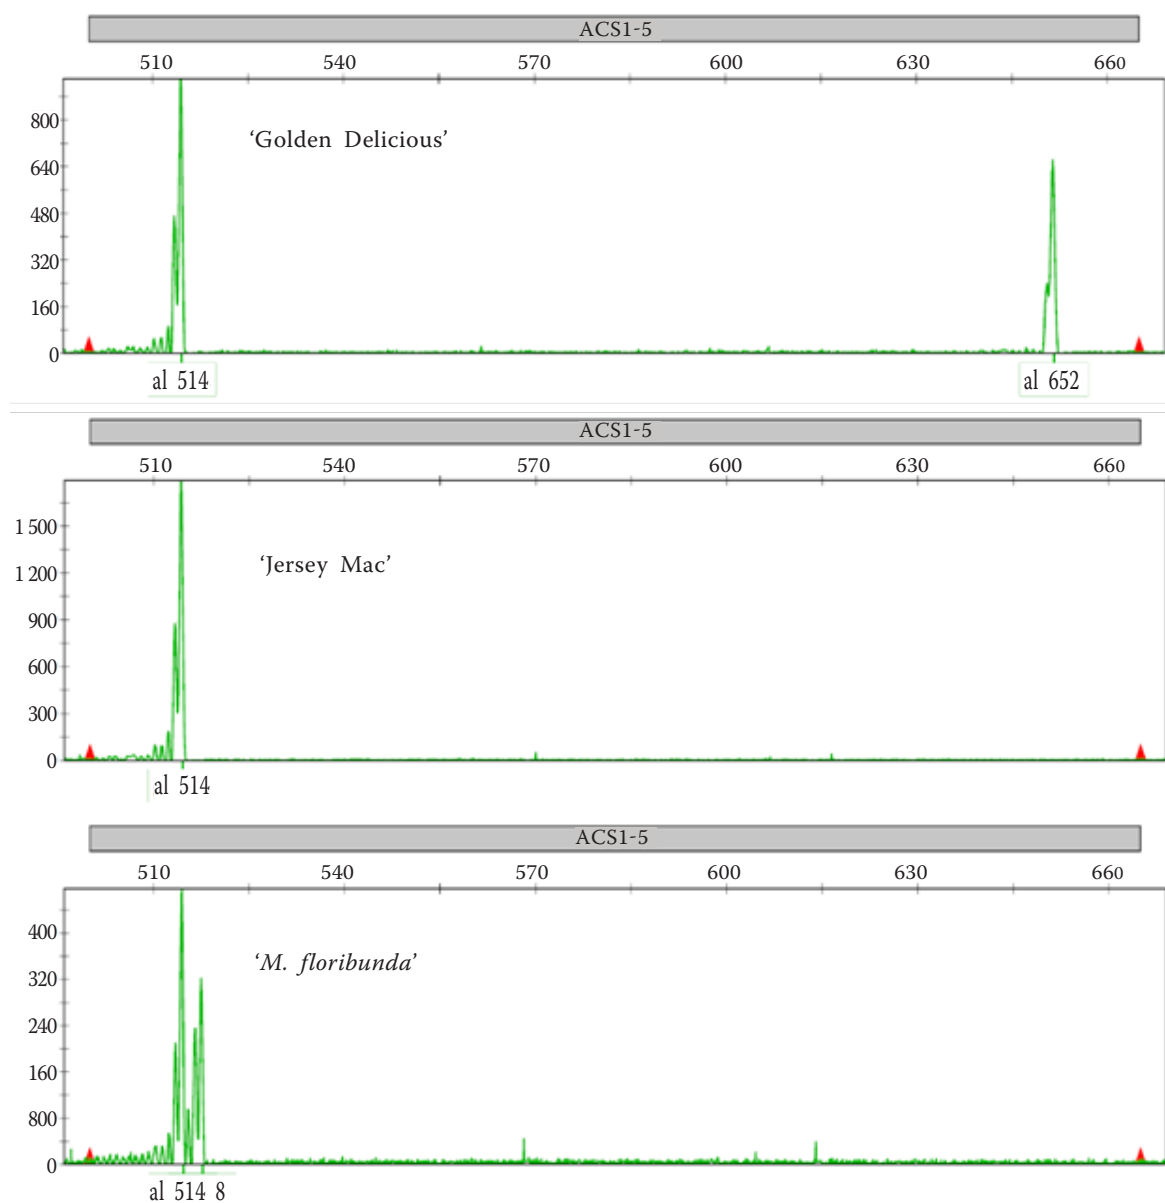 ACS1-5
510 540 570 600 630 660
800
‘Golden Delicious’
640
480
320
160
0
al 514 al 652
ACS1-5
510 540 570 600 630 660
1 500
1 200
‘Jersey Mac’
900
600
300
0
al 514
ACS1-5
510 540 570 600 630 660
400
‘M. floribunda’
320
240
160
800
0
al 514 8